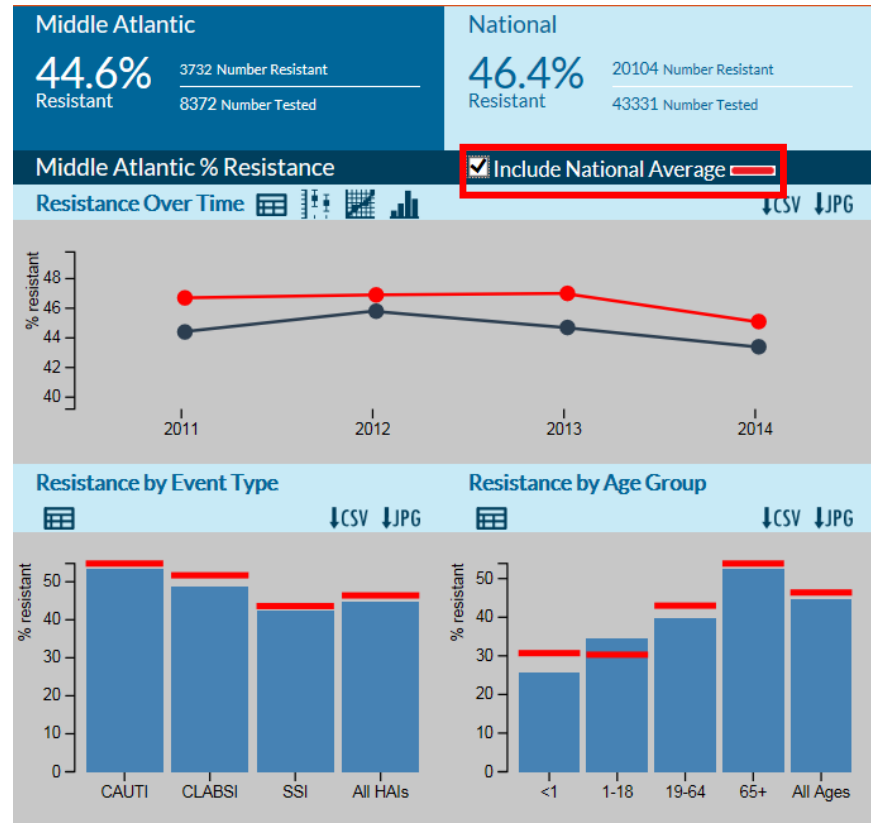 Middle Atlantic
44.6%
Resistant
3732 Number Resistant
8372 Number Tested
National
46.4%
Resistant
20104 Number Resistant
43331 Number Tested
Middle Atlantic % Resistance
Include National Average
Resistance Over Time
CSV JPG
% resistant
48
46
44
42
40
2011 2012 2013 2014
Resistance by Event Type
CSV JPG
% resistant
50
40
30
20
10
0
CAUTI CLABSI SSI All HAIs
Resistance by Age Group
CSV JPG
% resistant
50
40
30
20
10
0
<1 1-18 19-64 65+ All Ages